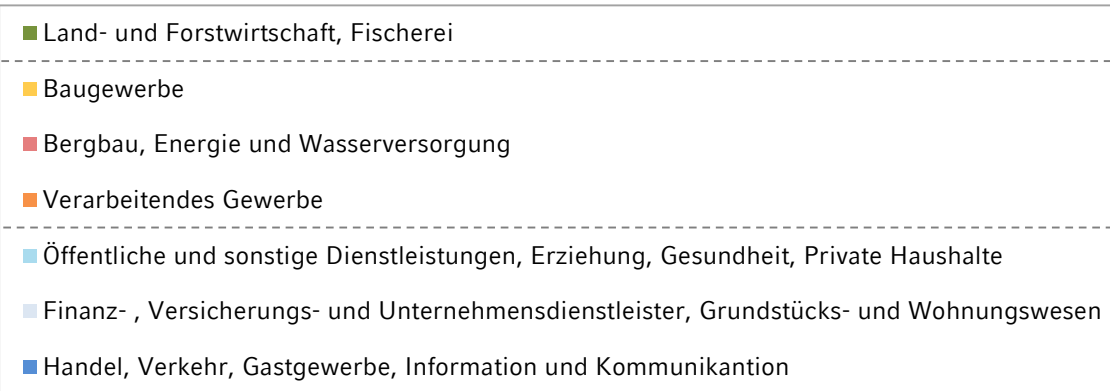 Land- und Forstwirtschaft, Fischerei
Baugewerbe
Bergbau, Energie und Wasserversorgung
Verarbeitendes Gewerbe
Öffentliche und sonstige Dienstleistungen, Erziehung, Gesundheit, Private Haushalte
Finanz- , Versicherungs- und Unternehmensdienstleister, Grundstücks- und Wohnungswesen
Handel, Verkehr, Gastgewerbe, Information und Kommunikantion